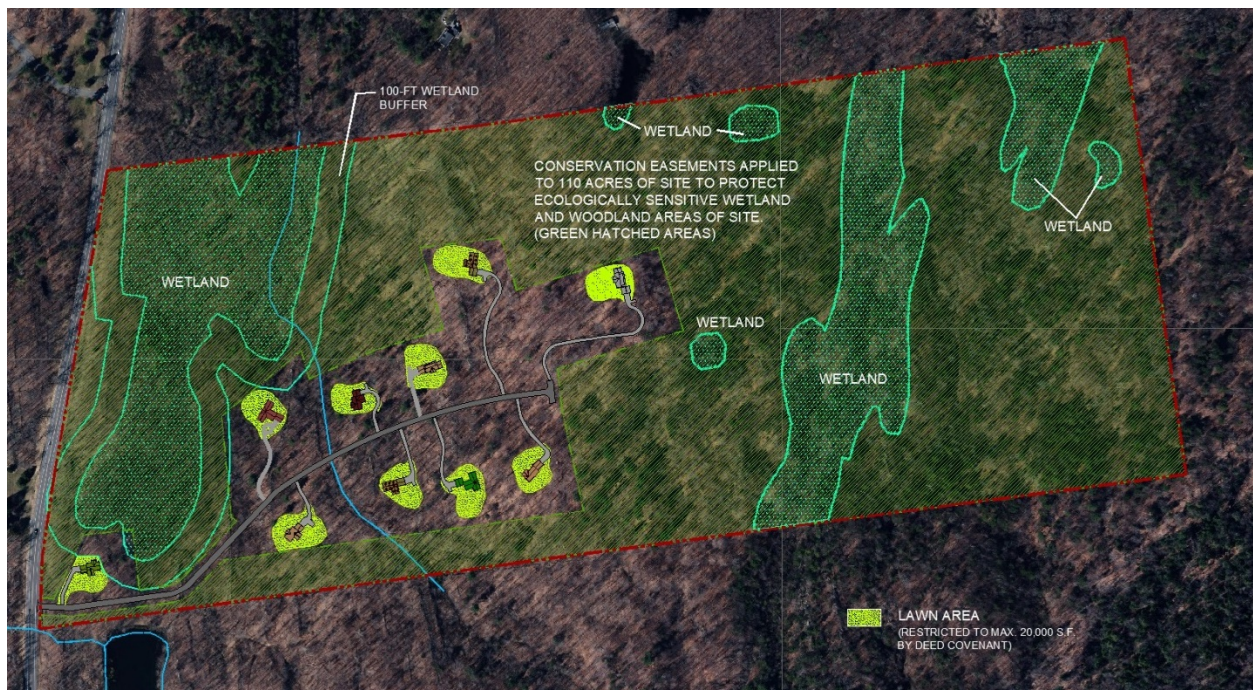 100-FT WETLAND
BUFFER
WETLAND
CONSERVATION EASEMENTS APPLIED
TO 110 ACRES OF SITE TO PROTECT
ECOLOGICALLY SENSITIVE WETLAND
AND WOODLAND AREAS OF SITE.
(GREEN HATCHED AREAS)
WETLAND
WETLAND
WETLAND
WETLAND
LAWN AREA
(RESTRICTED TO MAX. 20,000 S.F.
BY DEED COVENANT)